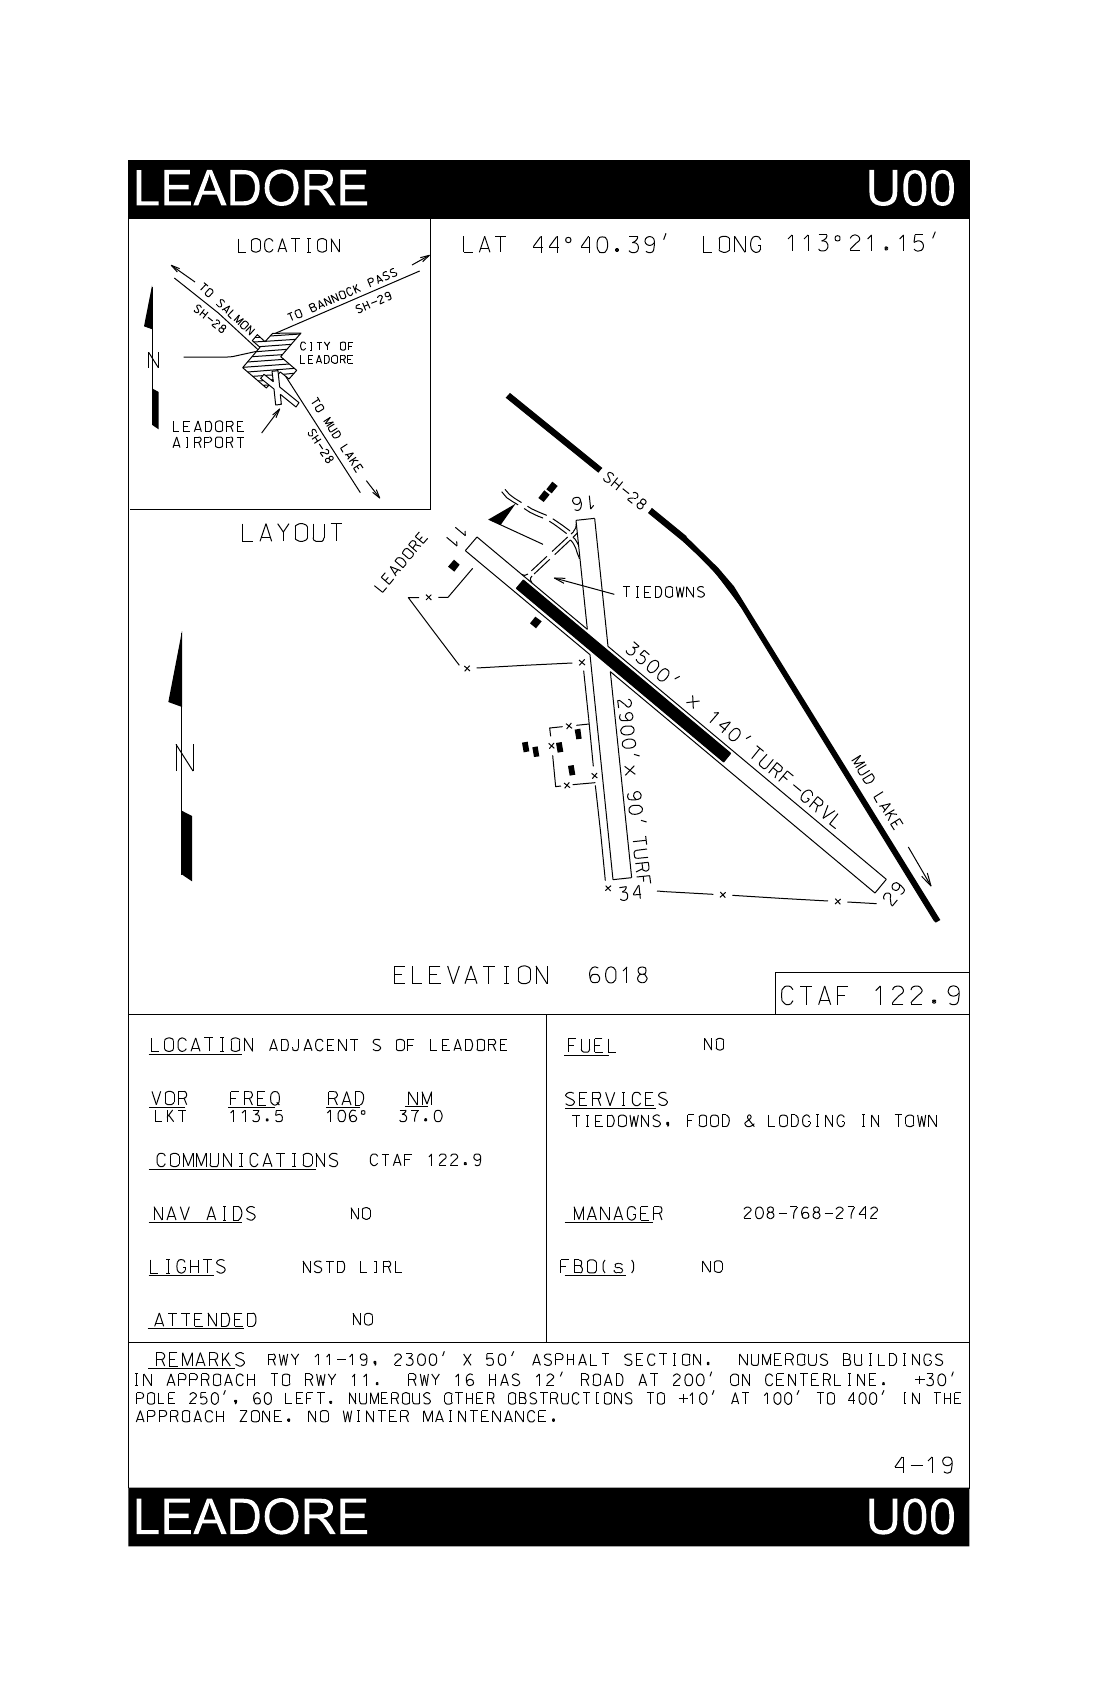 LEADORE U00
LOCATION
TO SALMON
SH-28
TO BANNOCK PASS
SH-29
N
CITY OF
LEADORE
LEADORE
AIRPORT
TO MUD LAKE
SH-28
LAT 44°40.39' LONG 113°21.15'
LAYOUT
N
SH-28
16
11
LEADORE
TIEDOWNS
3500' X 140' TURF-GRVL
2900' X 90' TURF
MUD LAKE
34
29
ELEVATION 6018
CTAF 122.9
LOCATION ADJACENT S OF LEADORE
VOR FREQ RAD NM
LKT 113.5 106° 37.0
COMMUNICATIONS CTAF 122.9
NAV AIDS NO
LIGHTS NSTD LIRL
ATTENDED NO
FUEL NO
SERVICES
TIEDOWNS, FOOD & LODGING IN TOWN
MANAGER 208-768-2742
FBO(s) NO
REMARKS RWY 11-19, 2300' X 50' ASPHALT SECTION. NUMEROUS BUILDINGS
IN APPROACH TO RWY 11. RWY 16 HAS 12' ROAD AT 200' ON CENTERLINE. +30'
POLE 250', 60 LEFT. NUMEROUS OTHER OBSTRUCTIONS TO +10' AT 100' TO 400' IN THE
APPROACH ZONE. NO WINTER MAINTENANCE.
4-19
LEADORE U00